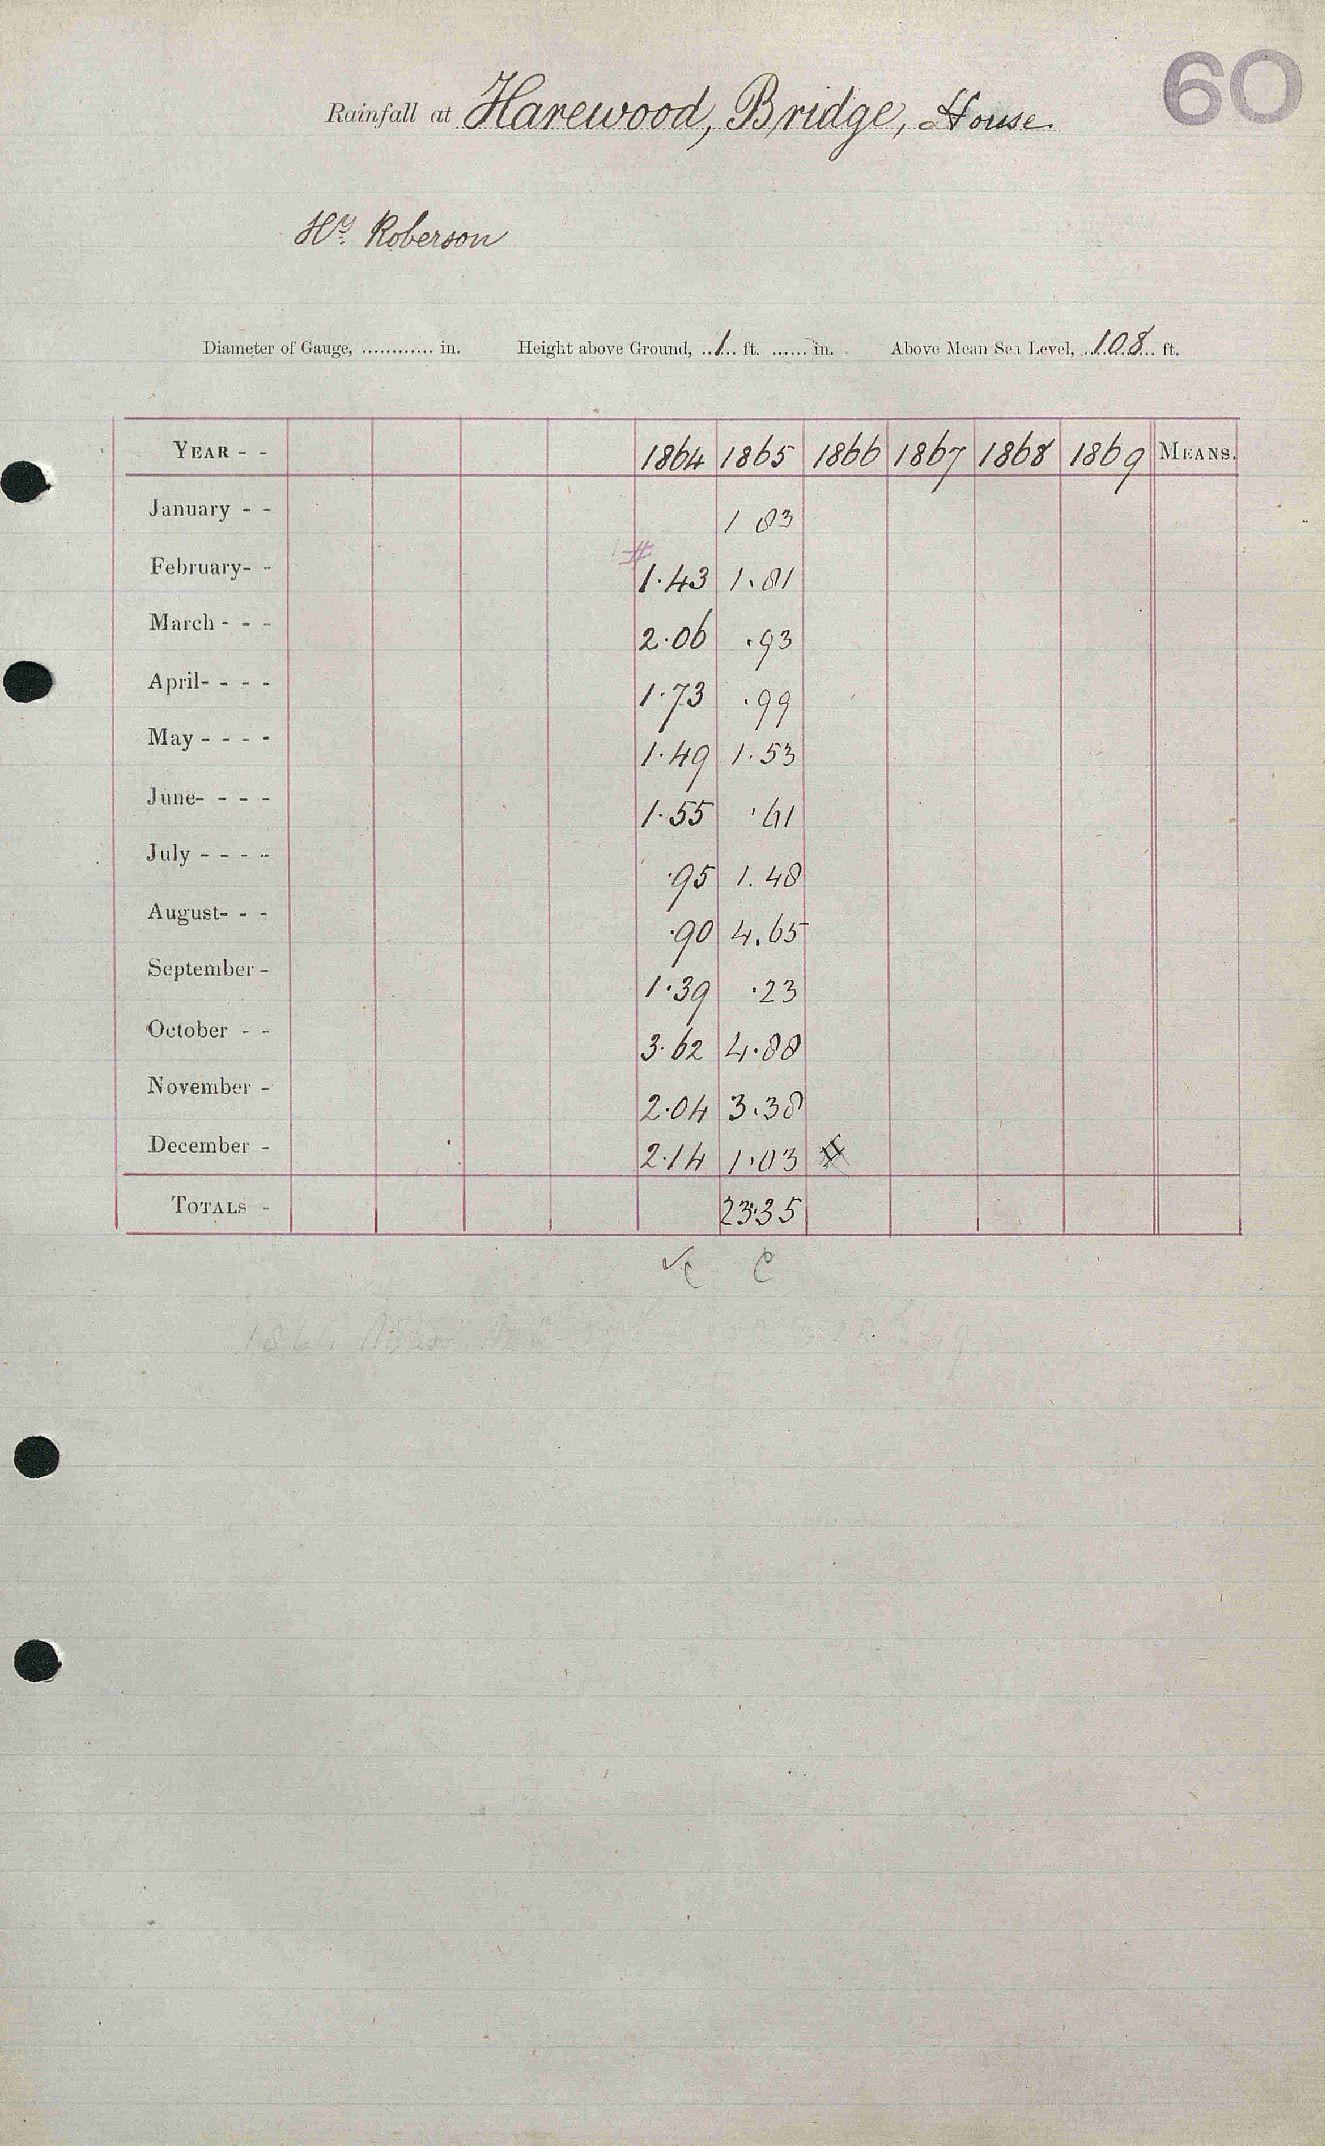 60
Rainfall at Harewood, Bridge, House
Hy. Roberson
Diameter of Gauge, ............ in. Height above Ground, ..1... ft. ...... in. Above Mean Sea Level, ..108... ft.
YEAR - - 1864 1865 1866 1867 1868 1869 MEANS.
January - - 1 83
#
February- - 1.43 1.81
March - - - 2.06 .93
April- - - - 1.73 .99
May - - - - 1.49 1.53
June- - - - 1.55 .61
July - - - - .95 1.48
August- - - .90 4.65
September - 1.39 .23
October - - 3.62 4.88
November - 2.04 3.38
December - 2.14 1.03 #
TOTALS - 23.35
✓c c